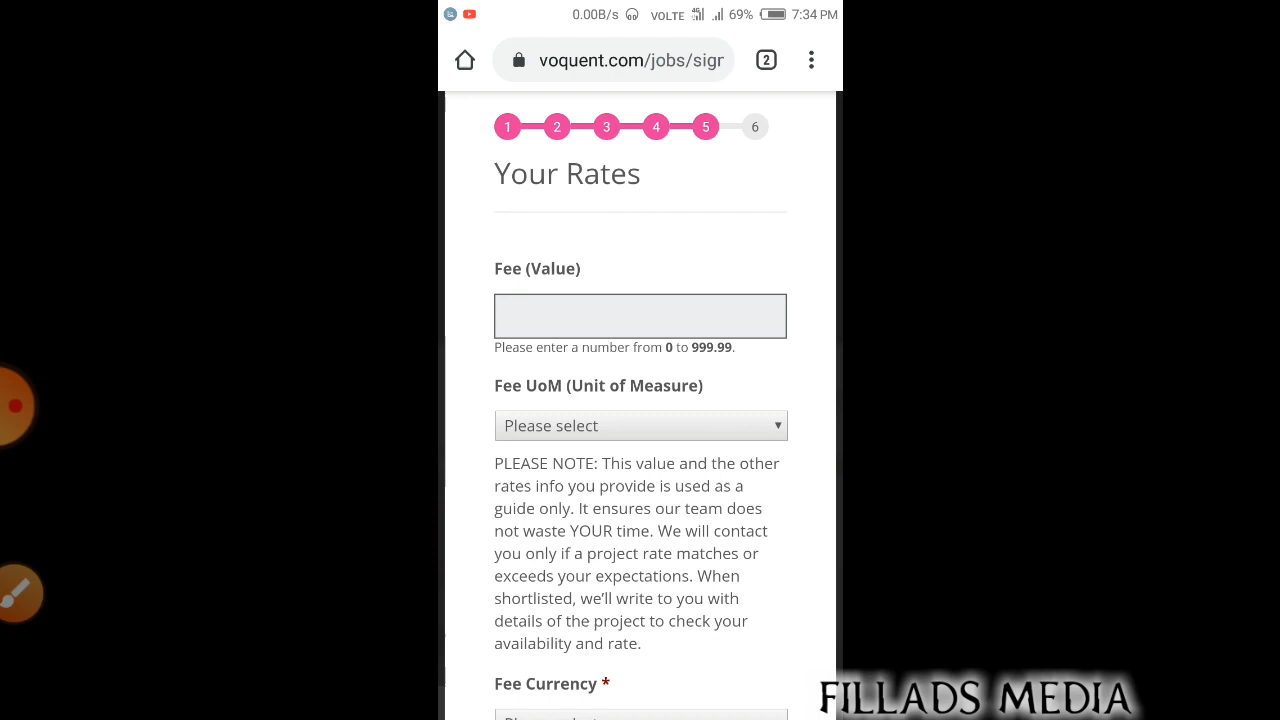 0.00B/s VOLTE 4G 69% 7:34 PM
voquent.com/jobs/sigr 2
1 2 3 4 5 6
Your Rates
Fee (Value)
Please enter a number from 0 to 999.99.
Fee UoM (Unit of Measure)
Please select
PLEASE NOTE: This value and the other
rates info you provide is used as a
guide only. It ensures our team does
not waste YOUR time. We will contact
you only if a project rate matches or
exceeds your expectations. When
shortlisted, we'll write to you with
details of the project to check your
availability and rate.
Fee Currency *
FILLADS MEDIA